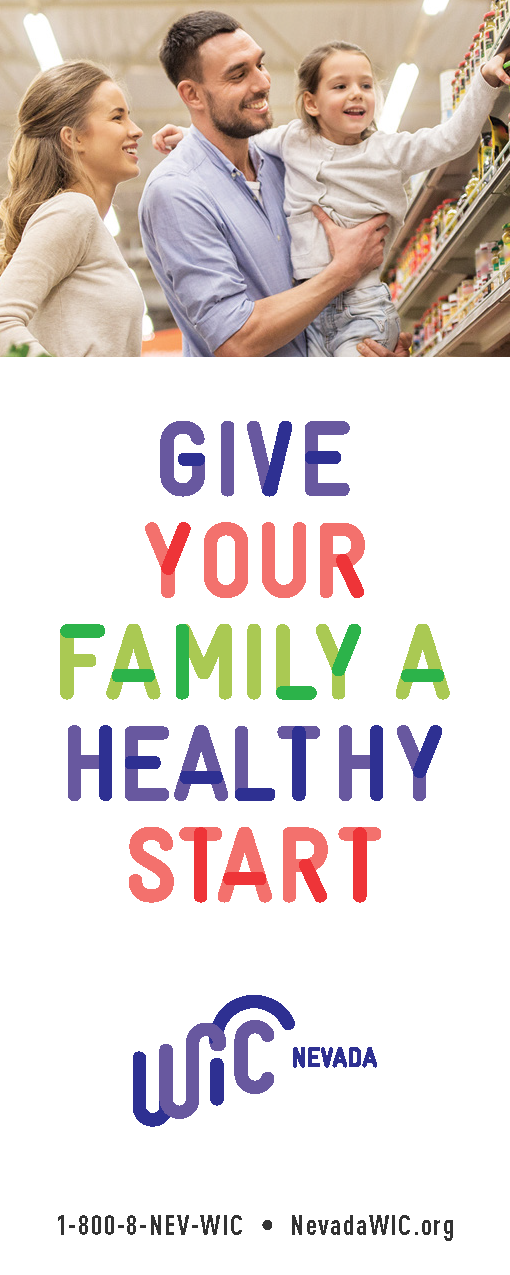 GIVE
YOUR
FAMILY A
HEALTHY
START
WiC NEVADA
1-800-8-NEV-WIC • NevadaWIC.org